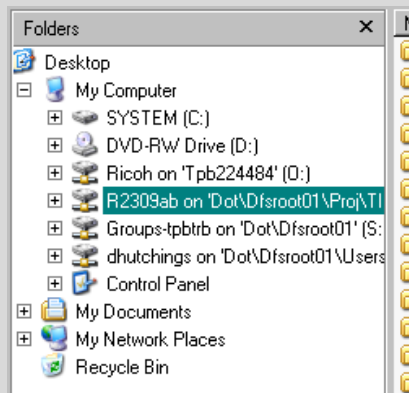 Folders
Desktop
My Computer
SYSTEM (C:)
DVD-RW Drive (D:)
Ricoh on 'Tpb224484' (O:)
R2309ab on 'Dot\Dfsroot01\Proj\TI
Groups-tpbtrb on 'Dot\Dfsroot01' (S:
dhutchings on 'Dot\Dfsroot01\Users
Control Panel
My Documents
My Network Places
Recycle Bin